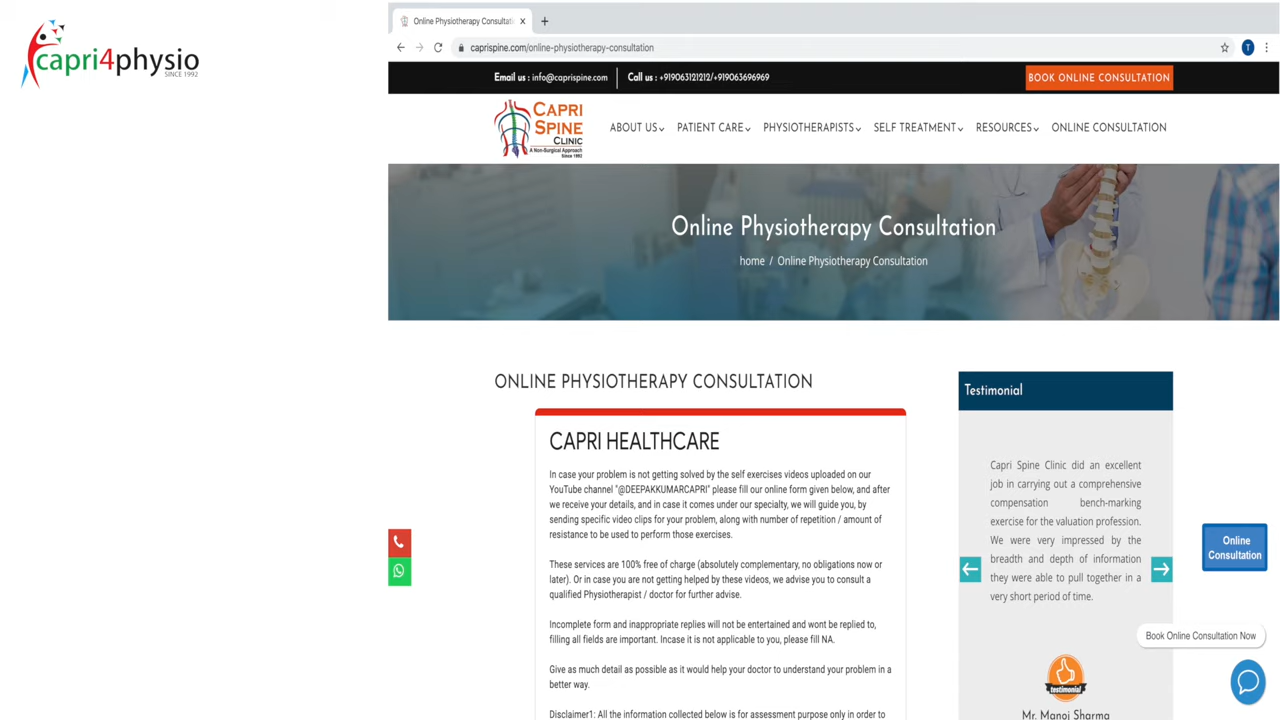 capri4physio
SINCE 1992
Online Physiotherapy Consultati
caprispine.com/online-physiotherapy-consultation
T
Email us : info@caprispine.com
Call us : +919063121212/+919063696969
BOOK ONLINE CONSULTATION
CAPRI
SPINE
CLINIC
A Non-Surgical Approach
Since 1992
ABOUT US
PATIENT CARE
PHYSIOTHERAPISTS
SELF TREATMENT
RESOURCES
ONLINE CONSULTATION
Online Physiotherapy Consultation
home / Online Physiotherapy Consultation
ONLINE PHYSIOTHERAPY CONSULTATION
CAPRI HEALTHCARE
In case your problem is not getting solved by the self exercises videos uploaded on our
YouTube channel "@DEEPAKKUMARCAPRI" please fill our online form given below, and after
we receive your details, and in case it comes under our specialty, we will guide you, by
sending specific video clips for your problem, along with number of repetition / amount of
resistance to be used to perform those exercises.
These services are 100% free of charge (absolutely complementary, no obligations now or
later). Or in case you are not getting helped by these videos, we advise you to consult a
qualified Physiotherapist / doctor for further advise.
Incomplete form and inappropriate replies will not be entertained and wont be replied to,
filling all fields are important. Incase it is not applicable to you, please fill NA.
Give as much detail as possible as it would help your doctor to understand your problem in a
better way.
Disclaimer1: All the information collected below is for assessment purpose only in order to
Testimonial
Capri Spine Clinic did an excellent
job in carrying out a comprehensive
compensation bench-marking
exercise for the valuation profession.
We were very impressed by the
breadth and depth of information
they were able to pull together in a
very short period of time.
testimonial
Mr. Manoj Sharma
Online
Consultation
Book Online Consultation Now